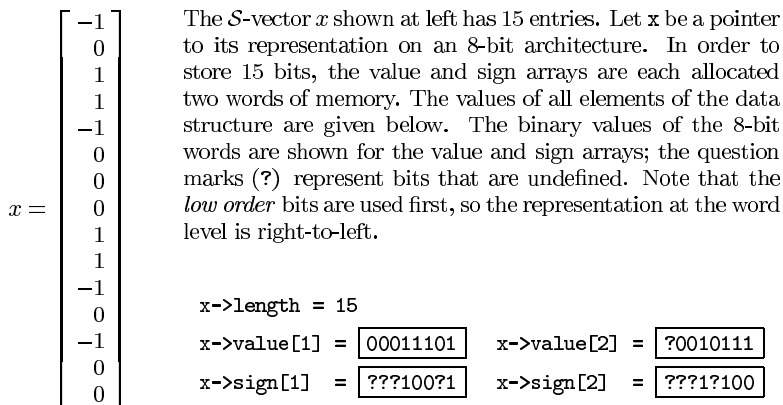 The S-vector x shown at left has 15 entries. Let x be a pointer
to its representation on an 8-bit architecture. In order to
store 15 bits, the value and sign arrays are each allocated
two words of memory. The values of all elements of the data
structure are given below. The binary values of the 8-bit
words are shown for the value and sign arrays; the question
marks (?) represent bits that are undefined. Note that the
low order bits are used first, so the representation at the word
level is right-to-left.
x =
−1
0
1
1
−1
0
0
0
1
1
−1
0
−1
0
0
x->length = 15
x->value[1] = 00011101 x->value[2] = ?0010111
x->sign[1] = ???100?1 x->sign[2] = ???1?100